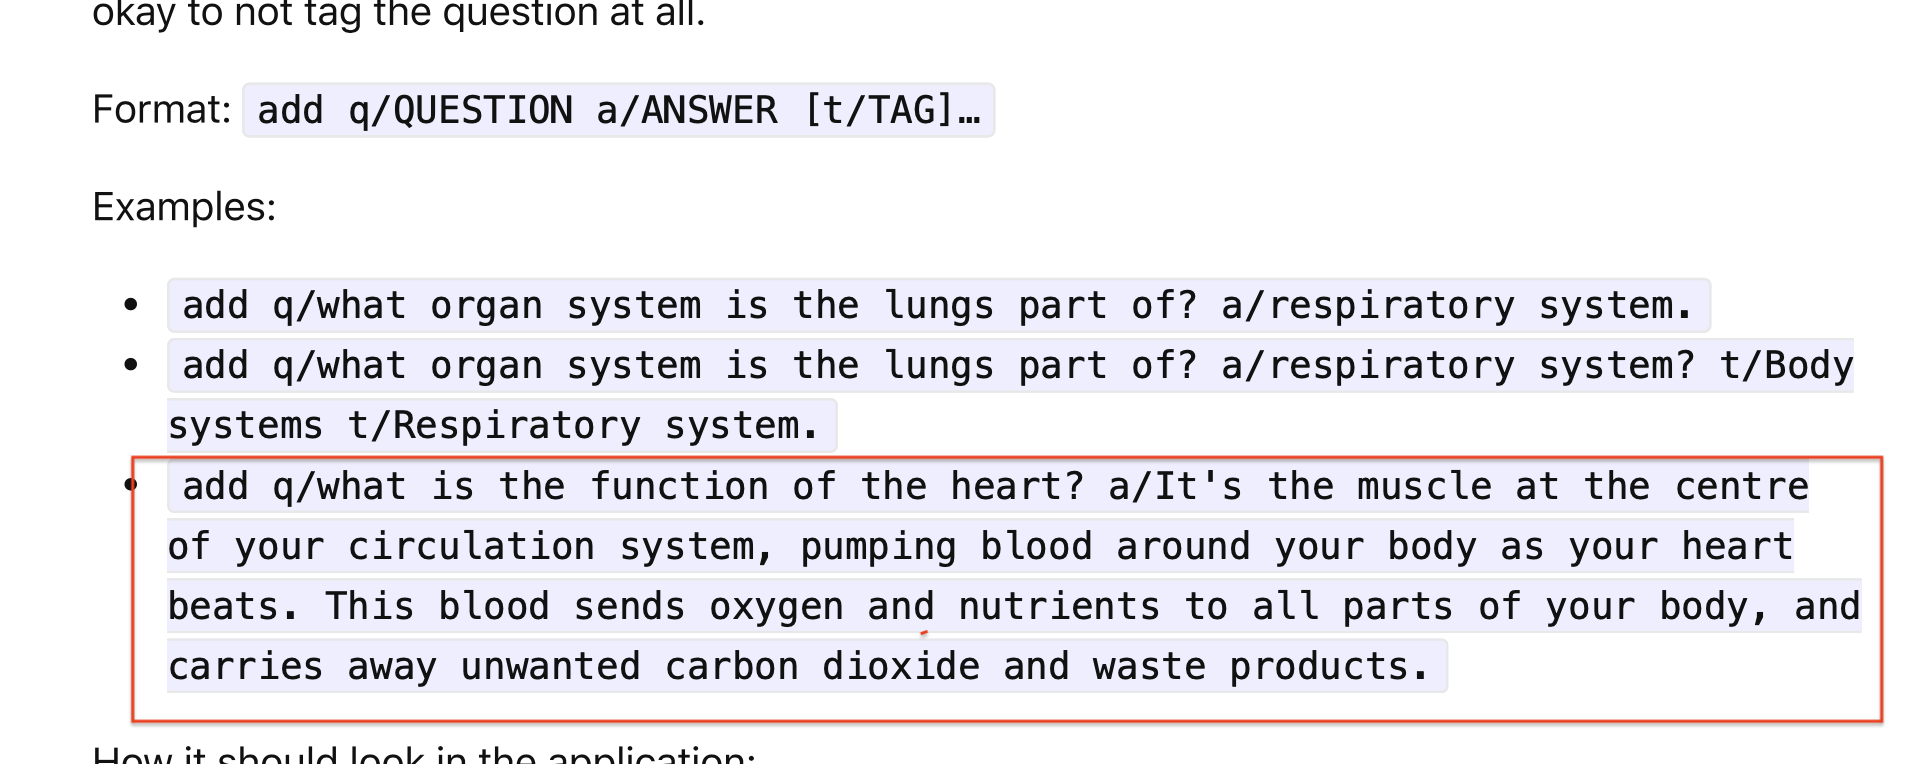 okay to not tag the question at all.
Format: add q/QUESTION a/ANSWER [t/TAG]…
Examples:
• add q/what organ system is the lungs part of? a/respiratory system.
• add q/what organ system is the lungs part of? a/respiratory system? t/Body
systems t/Respiratory system.
• add q/what is the function of the heart? a/It's the muscle at the centre
of your circulation system, pumping blood around your body as your heart
beats. This blood sends oxygen and nutrients to all parts of your body, and
carries away unwanted carbon dioxide and waste products.
How it should look in the application: